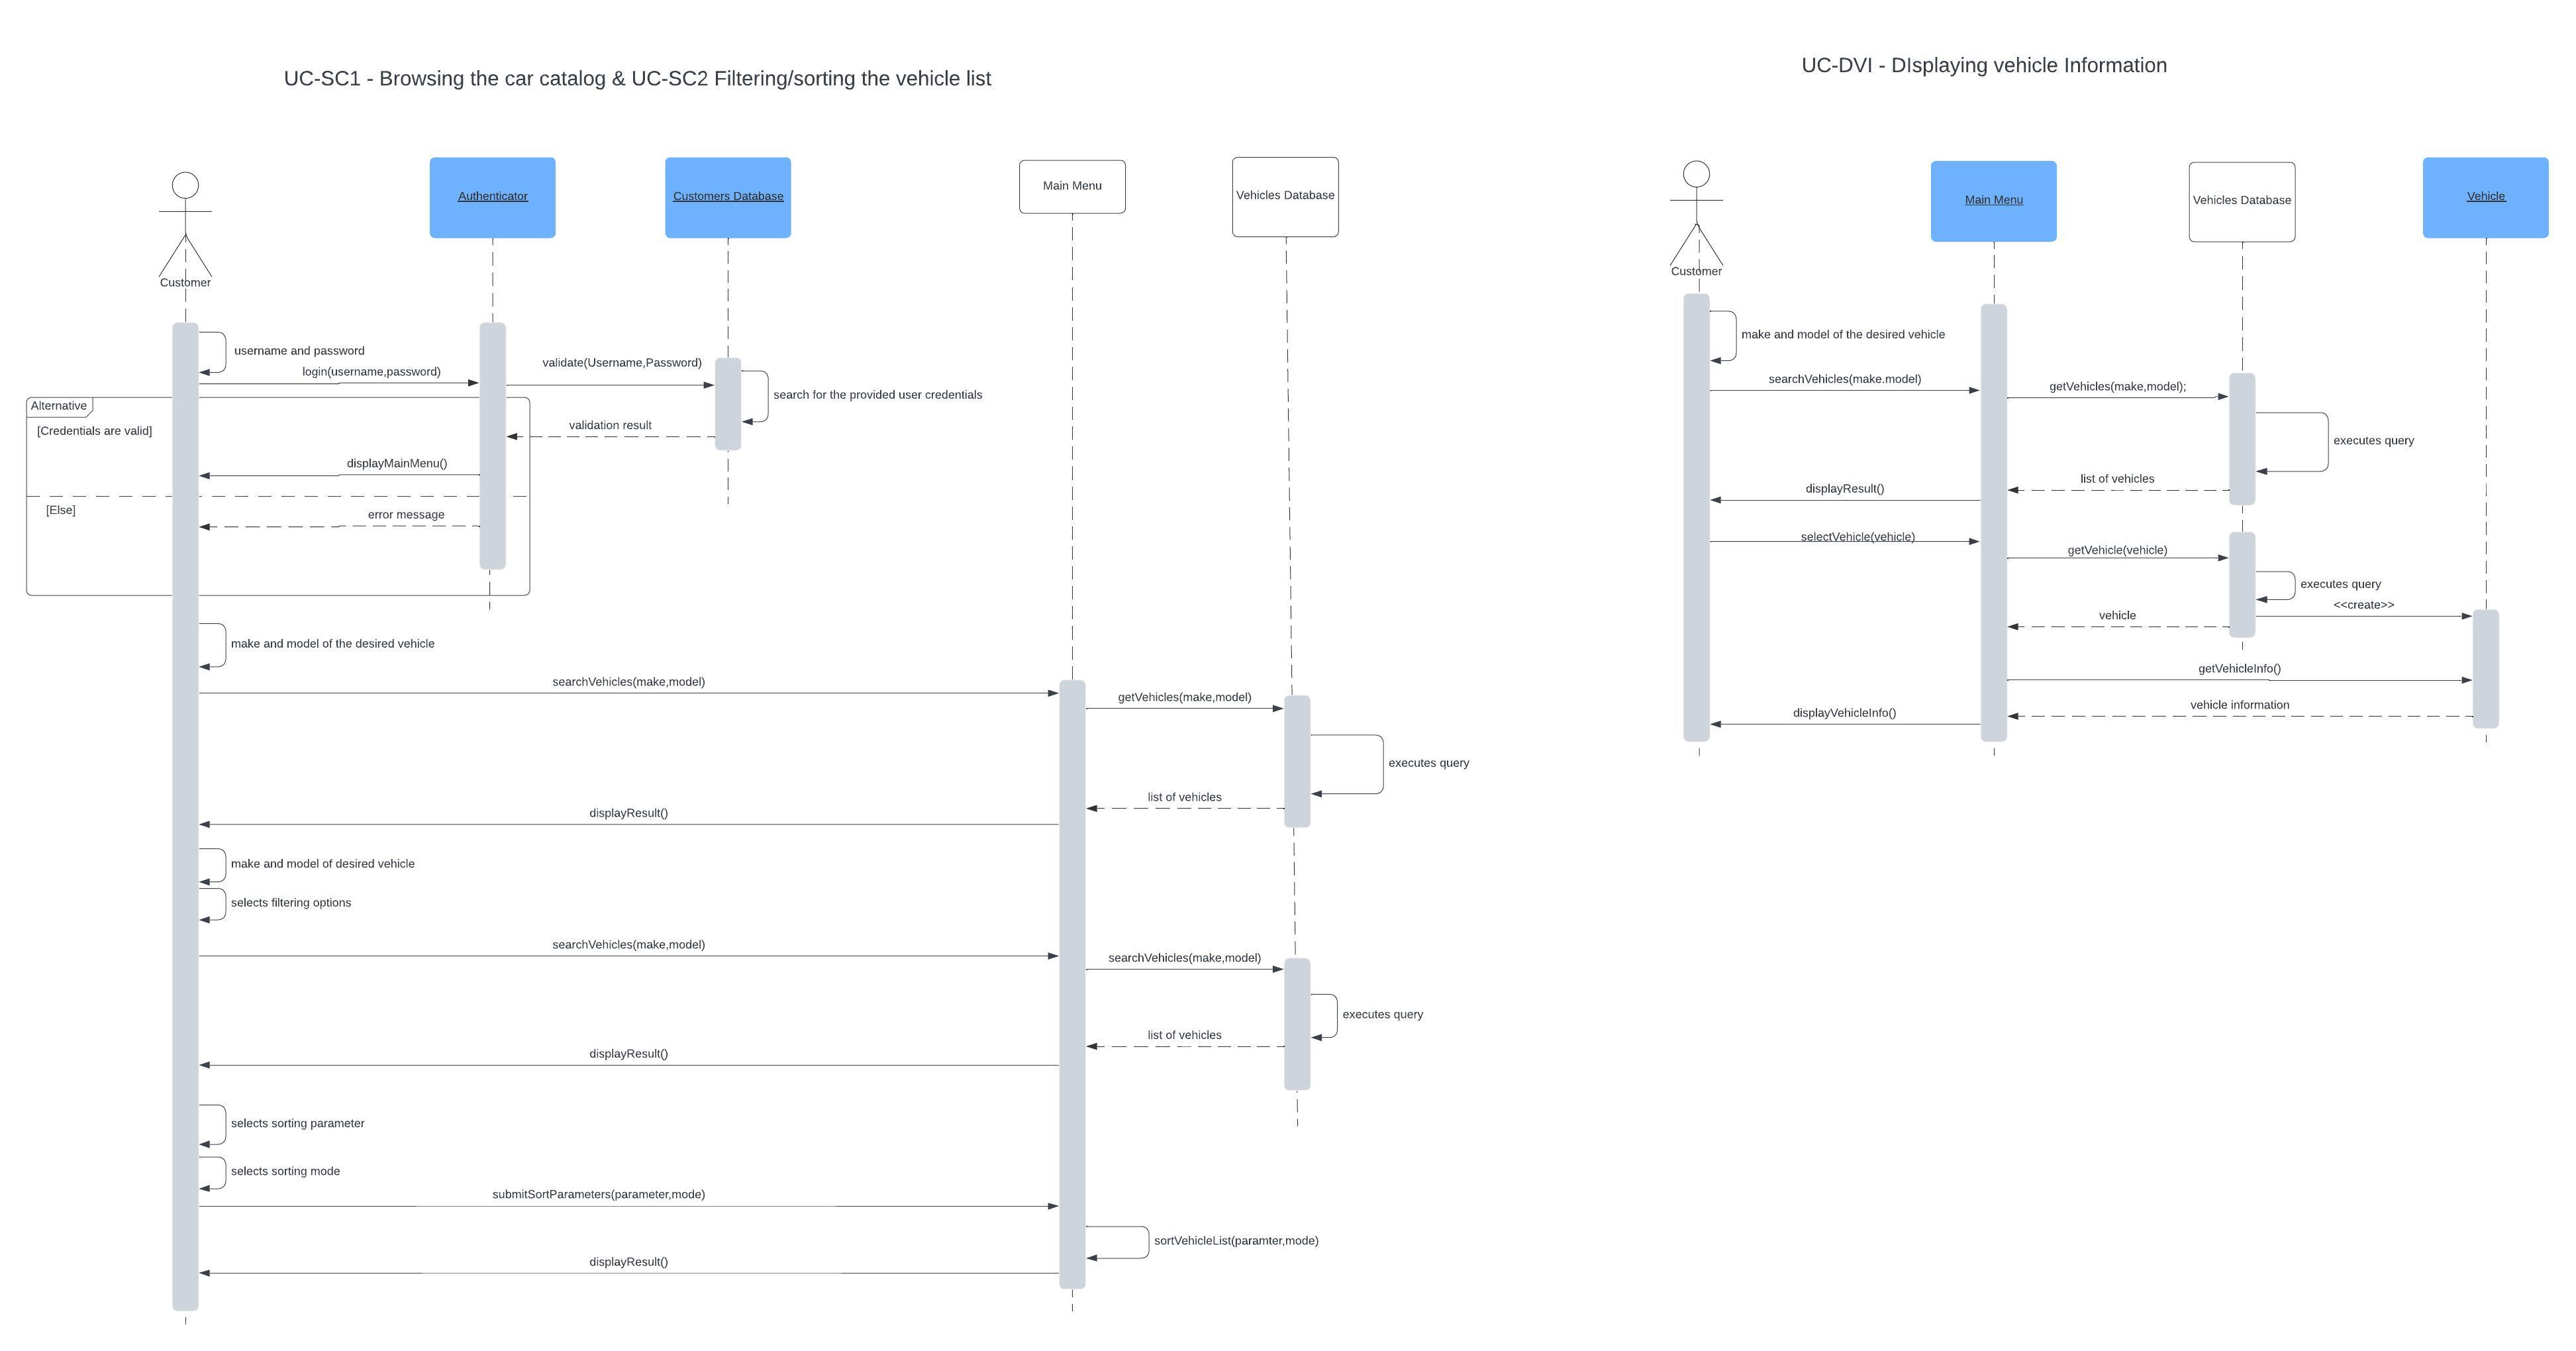 UC-SC1 - Browsing the car catalog & UC-SC2 Filtering/sorting the vehicle list
Authenticator
Customers Database
Main Menu
Vehicles Database
Customer
username and password
login(username,password)
validate(Username,Password)
search for the provided user credentials
Alternative
[Credentials are valid]
validation result
displayMainMenu()
[Else]
error message
make and model of the desired vehicle
searchVehicles(make,model)
getVehicles(make,model)
executes query
list of vehicles
displayResult()
make and model of desired vehicle
selects filtering options
searchVehicles(make,model)
searchVehicles(make,model)
executes query
list of vehicles
displayResult()
selects sorting parameter
selects sorting mode
submitSortParameters(parameter,mode)
sortVehicleList(paramter,mode)
displayResult()
UC-DVI - DIsplaying vehicle Information
Main Menu
Vehicles Database
Vehicle
Customer
make and model of the desired vehicle
searchVehicles(make.model)
getVehicles(make,model);
executes query
list of vehicles
displayResult()
selectVehicle(vehicle)
getVehicle(vehicle)
executes query
<<create>>
vehicle
getVehicleInfo()
vehicle information
displayVehicleInfo()